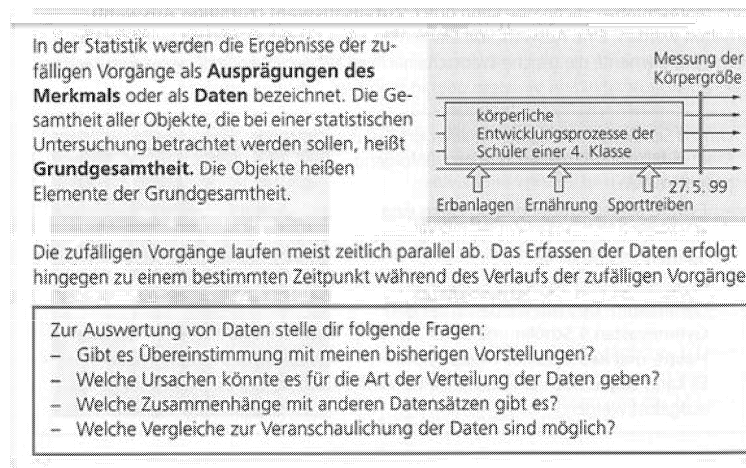 In der Statistik werden die Ergebnisse der zu-
fälligen Vorgänge als Ausprägungen des
Merkmals oder als Daten bezeichnet. Die Ge-
samtheit aller Objekte, die bei einer statistischen
Untersuchung betrachtet werden sollen, heißt
Grundgesamtheit. Die Objekte heißen
Elemente der Grundgesamtheit.
Messung der
Körpergröße
körperliche
Entwicklungsprozesse der
Schüler einer 4. Klasse
27. 5. 99
Erbanlagen Ernährung Sporttreiben
Die zufälligen Vorgänge laufen meist zeitlich parallel ab. Das Erfassen der Daten erfolgt
hingegen zu einem bestimmten Zeitpunkt während des Verlaufs der zufälligen Vorgänge
Zur Auswertung von Daten stelle dir folgende Fragen:
– Gibt es Übereinstimmung mit meinen bisherigen Vorstellungen?
– Welche Ursachen könnte es für die Art der Verteilung der Daten geben?
– Welche Zusammenhänge mit anderen Datensätzen gibt es?
– Welche Vergleiche zur Veranschaulichung der Daten sind möglich?